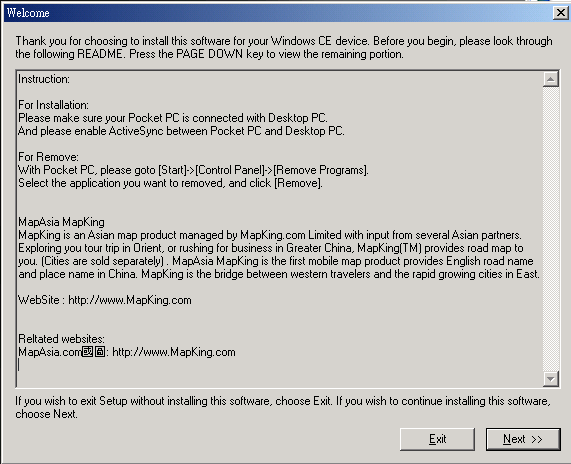 Welcome
Thank you for choosing to install this software for your Windows CE device. Before you begin, please look through
the following README. Press the PAGE DOWN key to view the remaining portion.
Instruction:
For Installation:
Please make sure your Pocket PC is connected with Desktop PC.
And please enable ActiveSync between Pocket PC and Desktop PC.
For Remove:
With Pocket PC, please goto [Start]->[Control Panel]->[Remove Programs].
Select the application you want to removed, and click [Remove].
MapAsia MapKing
MapKing is an Asian map product managed by MapKing.com Limited with input from several Asian partners.
Exploring you tour trip in Orient, or rushing for business in Greater China, MapKing(TM) provides road map to
you. (Cities are sold separately) . MapAsia MapKing is the first mobile map product provides English road name
and place name in China. MapKing is the bridge between western travelers and the rapid growing cities in East.
WebSite : http://www.MapKing.com
Reltated websites:
MapAsia.com : http://www.MapKing.com
If you wish to exit Setup without installing this software, choose Exit. If you wish to continue installing this software,
choose Next.
Exit
Next >>